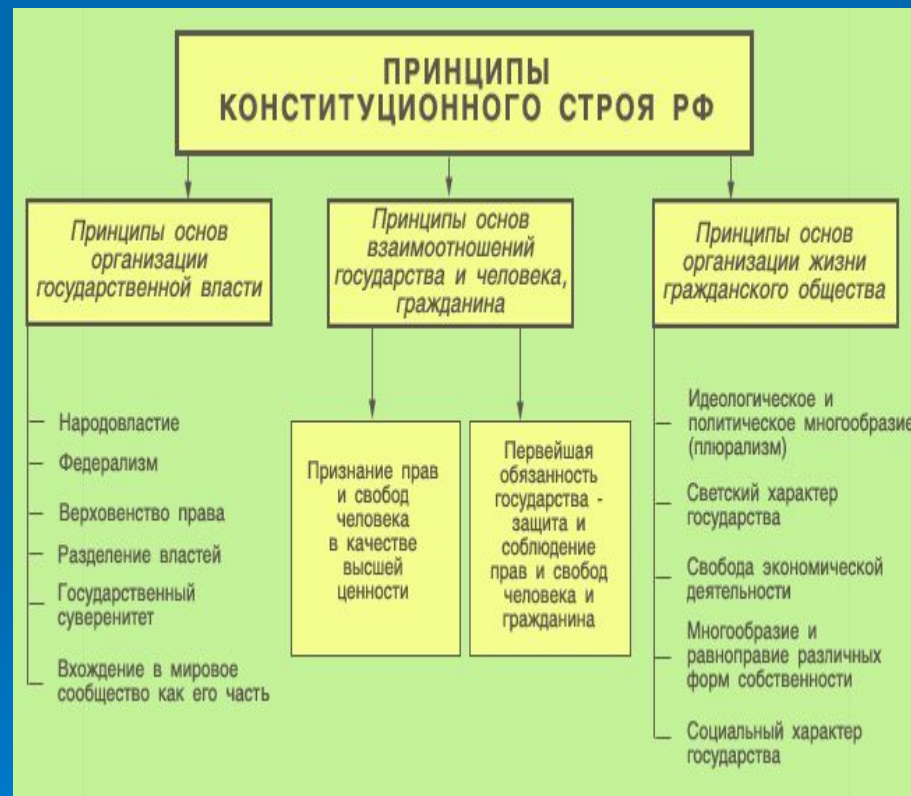 ПРИНЦИПЫ
КОНСТИТУЦИОННОГО СТРОЯ РФ
Принципы основ
организации
государственной власти
Народовластие
Федерализм
Верховенство права
Разделение властей
Государственный
суверенитет
Вхождение в мировое
сообщество как его часть
Принципы основ
взаимоотношений
государства и человека,
гражданина
Признание прав
и свобод
человека
в качестве
высшей
ценности
Первейшая
обязанность
государства -
защита и
соблюдение
прав и свобод
человека и
гражданина
Принципы основ
организации жизни
гражданского общества
Идеологическое и
политическое многообразие
(плюрализм)
Светский характер
государства
Свобода экономической
деятельности
Многообразие и
равноправие различных
форм собственности
Социальный характер
государства